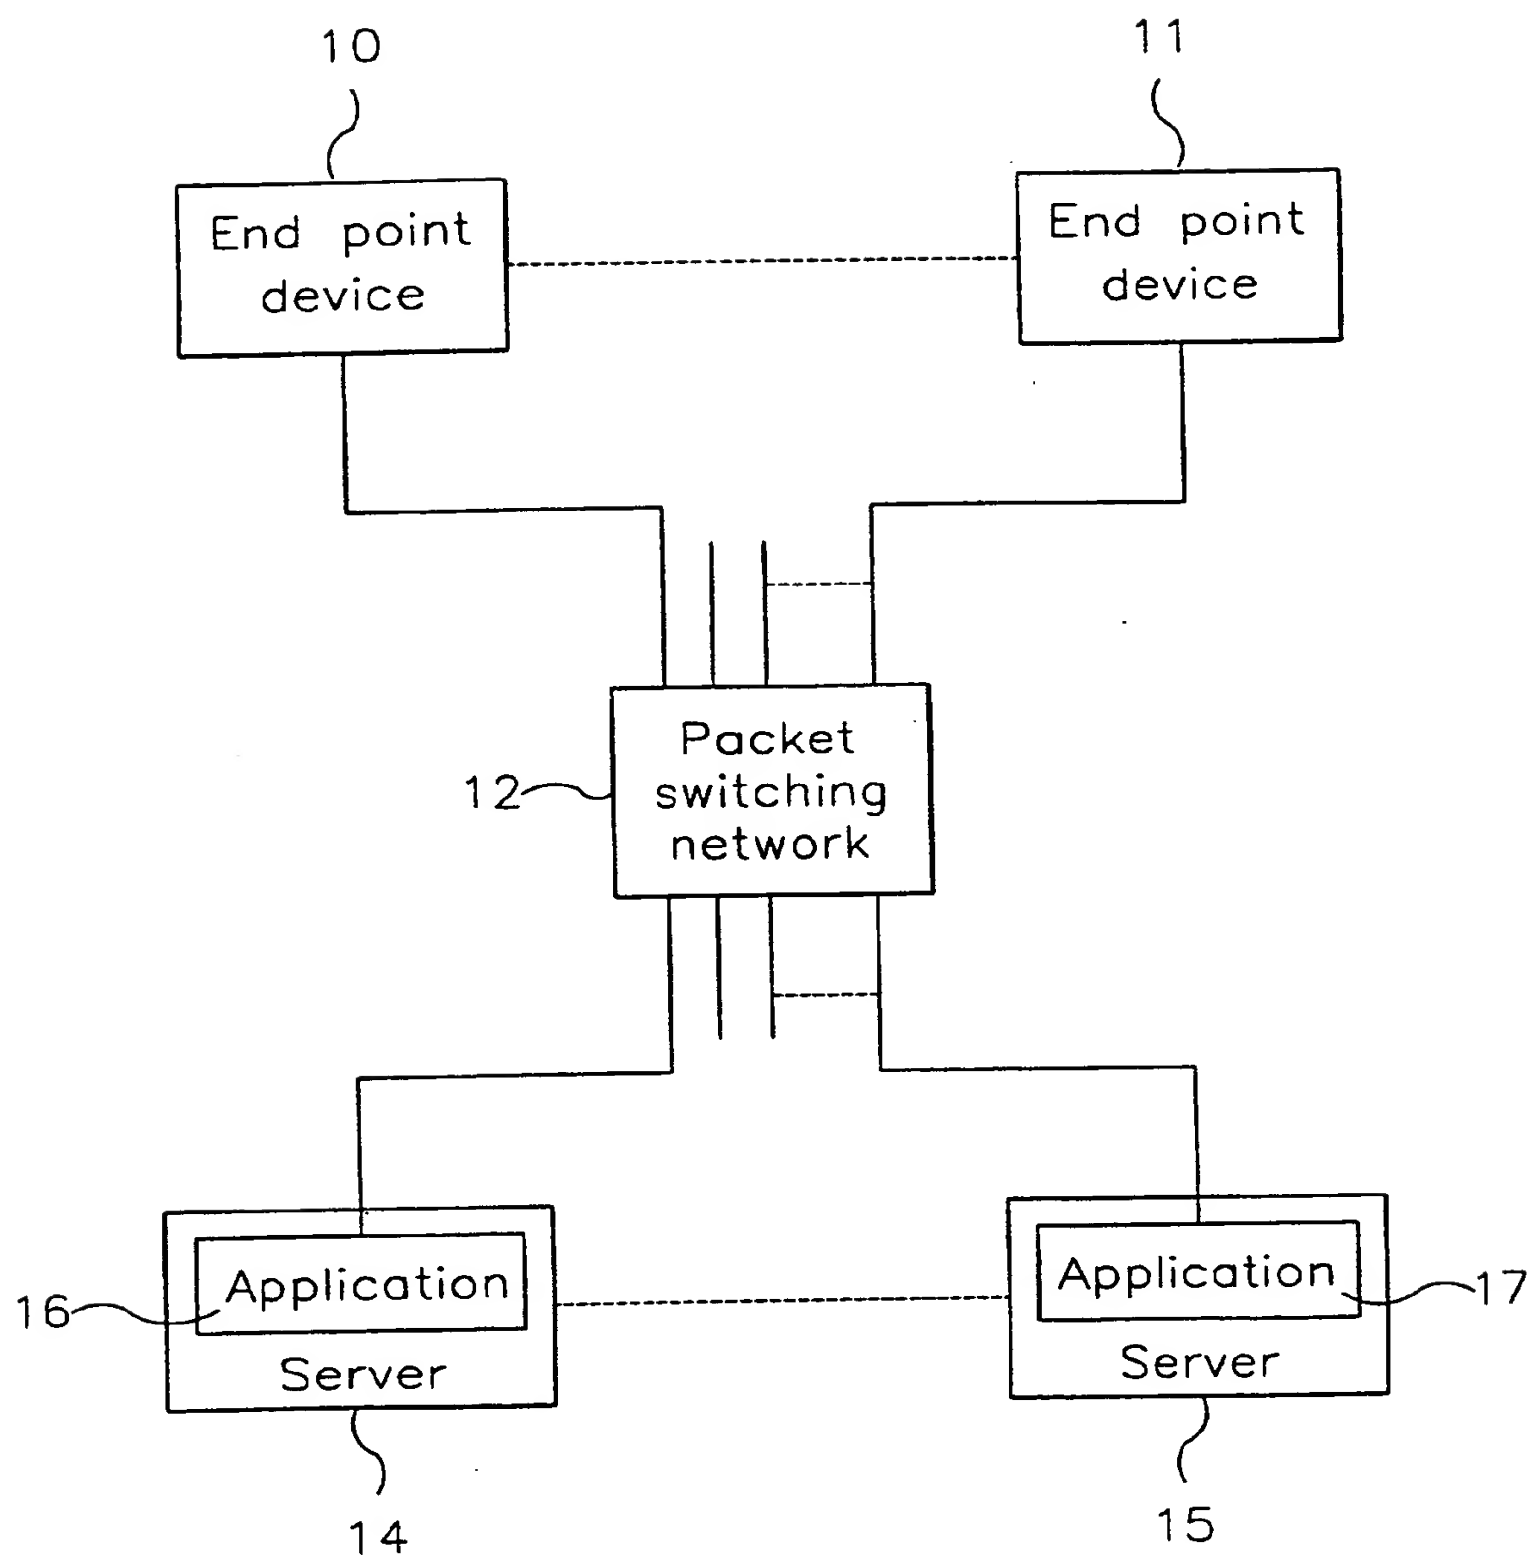 10
11
End point
device
End point
device
12
Packet
switching
network
16
Application
Server
Application
17
Server
14
15